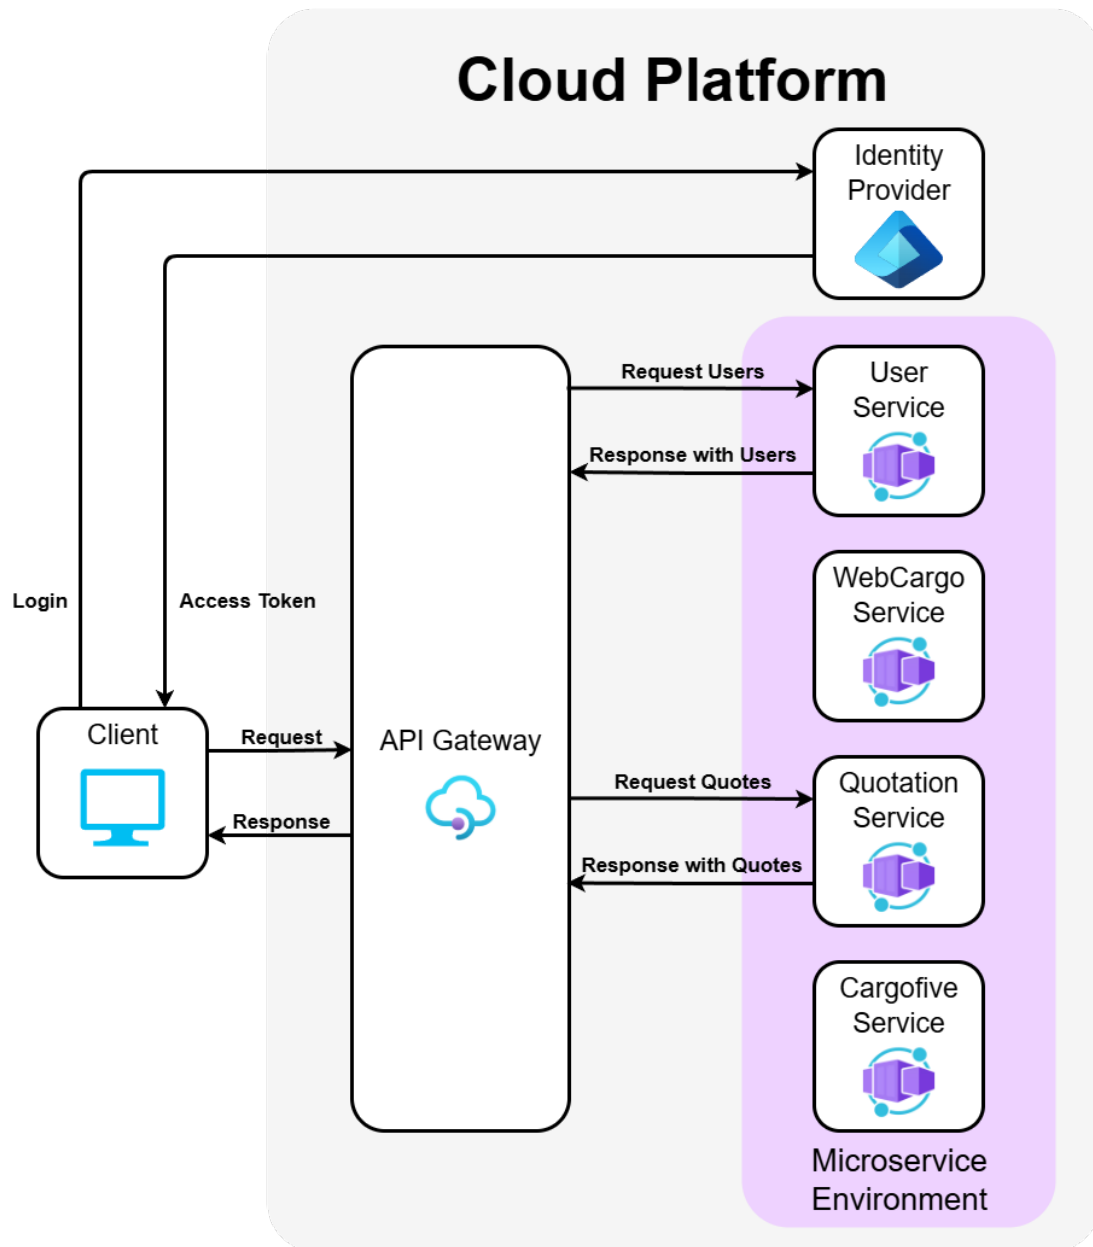 Cloud Platform
Identity
Provider
User
Service
Request Users
Response with Users
WebCargo
Service
Login
Access Token
Client
Request
Response
API Gateway
Request Quotes
Response with Quotes
Quotation
Service
Cargofive
Service
Microservice
Environment